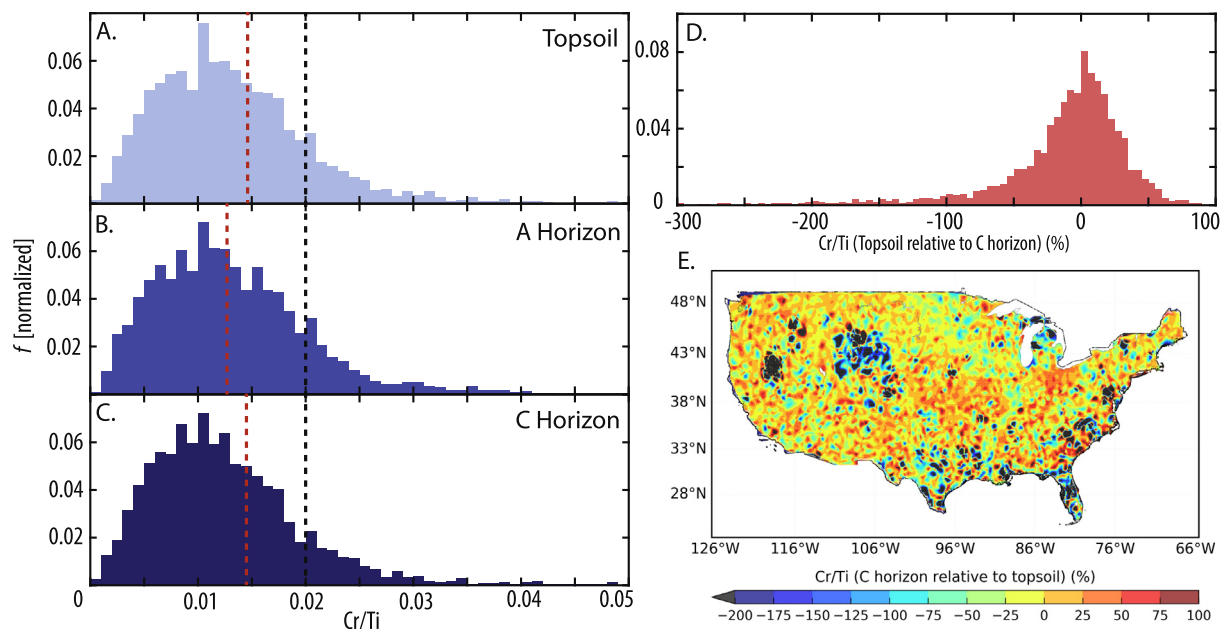 A.
Topsoil
0.06
0.04
0.02
B.
A Horizon
0.06
0.04
0.02
f [normalized]
C.
C Horizon
0.06
0.04
0.02
0 0.01 0.02 0.03 0.04 0.05
Cr/Ti
D.
0.08
0.04
0
-300 -200 -100 0 100
Cr/Ti (Topsoil relative to C horizon) (%)
E.
48°N
43°N
38°N
33°N
28°N
126°W 116°W 106°W 96°W 86°W 76°W 66°W
Cr/Ti (C horizon relative to topsoil) (%)
−200 −175 −150 −125 −100 −75 −50 −25 0 25 50 75 100